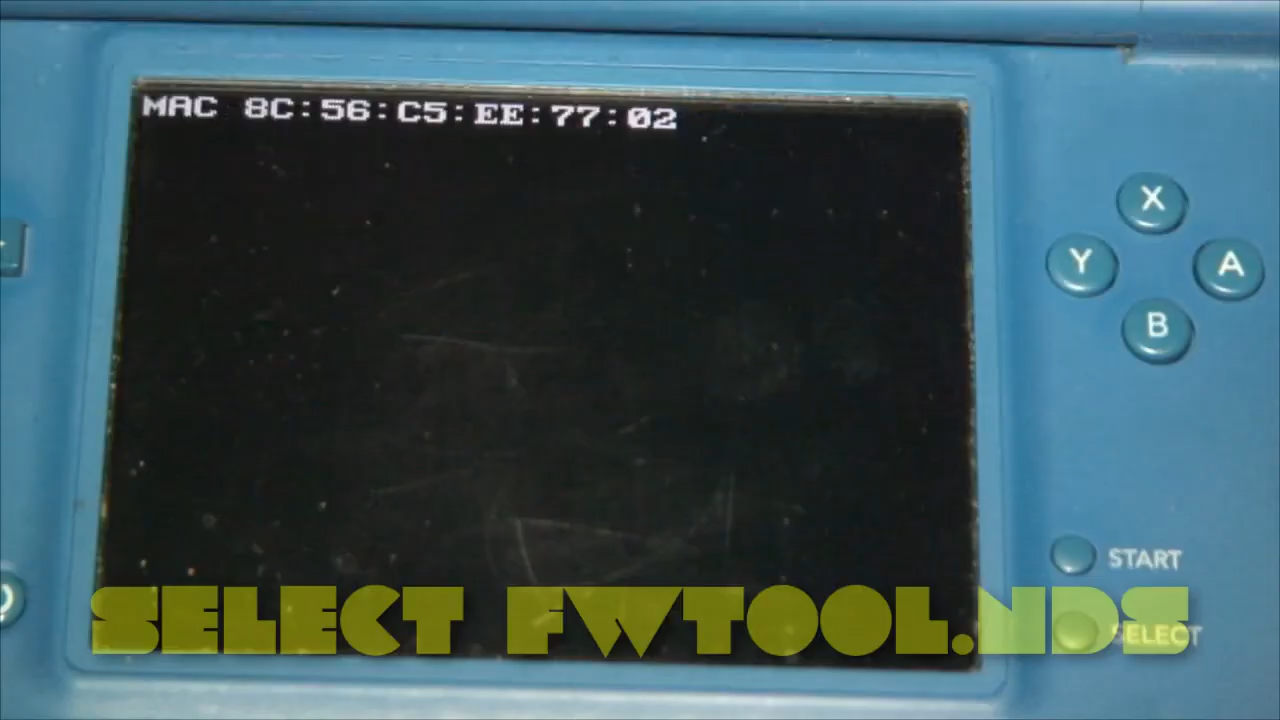 MAC 8C:56:C5:EE:77:02
X
Y
A
B
START
SELECT
SELECT FWTOOL.NDS